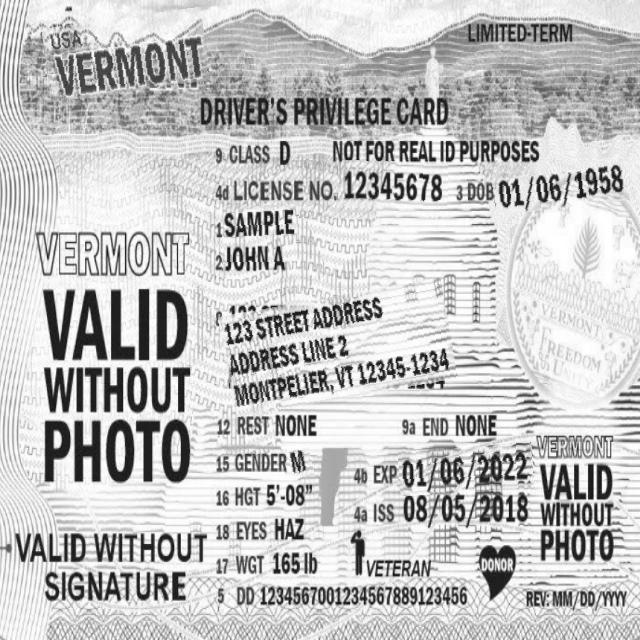 USA
VERMONT
LIMITED-TERM
DRIVER'S PRIVILEGE CARD
9 CLASS D NOT FOR REAL ID PURPOSES
4d LICENSE NO. 12345678 3 DOB 01/06/1958
1 SAMPLE
2 JOHN A
123 STREET ADDRESS
ADDRESS LINE 2
MONTPELIER, VT 12345-1234
12 REST NONE 9a END NONE
15 GENDER M
4b EXP 01/06/2022
16 HGT 5'-08"
4a ISS 08/05/2018
18 EYES HAZ
17 WGT 165 lb
VETERAN
DONOR
5 DD 12345670012345678891234​56
REV: MM/DD/YYYY
VERMONT
VALID
WITHOUT
PHOTO
VALID WITHOUT
SIGNATURE
VERMONT
FREEDOM
& UNITY
VERMONT
VALID
WITHOUT
PHOTO